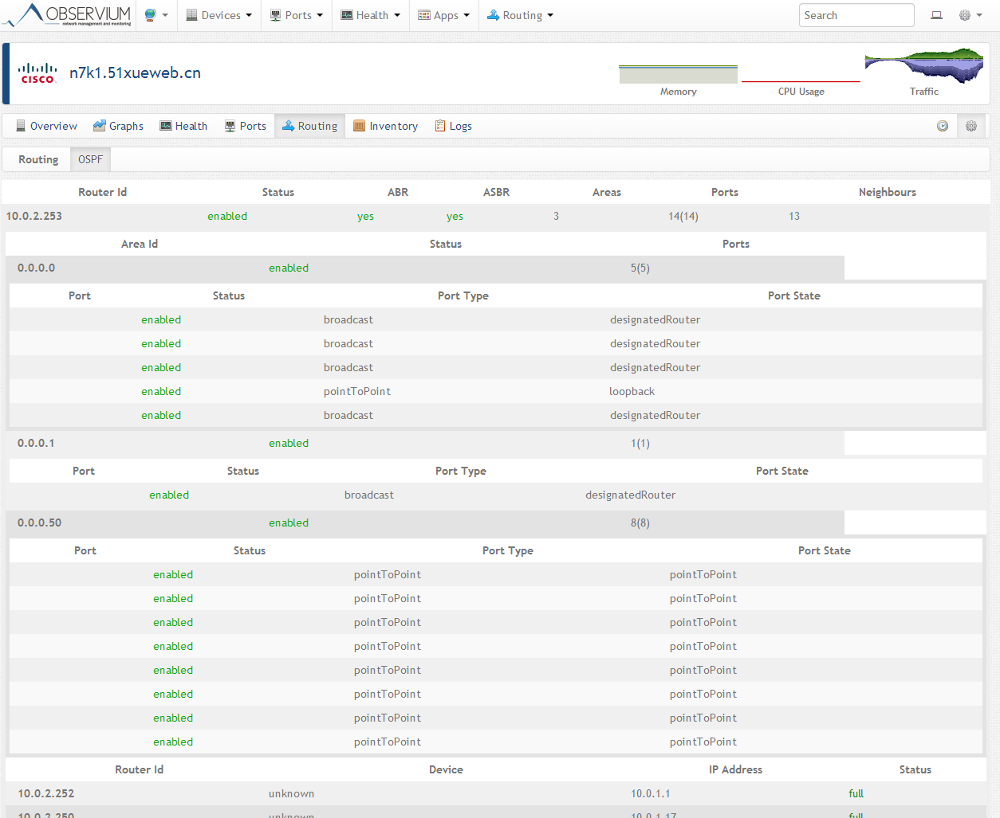 OBSERVIUM
network management and monitoring
Devices Ports Health Apps Routing Search
CISCO n7k1.51xueweb.cn
Memory CPU Usage Traffic
Overview Graphs Health Ports Routing Inventory Logs
Routing OSPF
Router Id Status ABR ASBR Areas Ports Neighbours
10.0.2.253 enabled yes yes 3 14(14) 13
Area Id Status Ports
0.0.0.0 enabled 5(5)
Port Status Port Type Port State
enabled broadcast designatedRouter
enabled broadcast designatedRouter
enabled broadcast designatedRouter
enabled pointToPoint loopback
enabled broadcast designatedRouter
0.0.0.1 enabled 1(1)
Port Status Port Type Port State
enabled broadcast designatedRouter
0.0.0.50 enabled 8(8)
Port Status Port Type Port State
enabled pointToPoint pointToPoint
enabled pointToPoint pointToPoint
enabled pointToPoint pointToPoint
enabled pointToPoint pointToPoint
enabled pointToPoint pointToPoint
enabled pointToPoint pointToPoint
enabled pointToPoint pointToPoint
enabled pointToPoint pointToPoint
Router Id Device IP Address Status
10.0.2.252 unknown 10.0.1.1 full
10.0.2.250 unknown 10.0.1.17 full